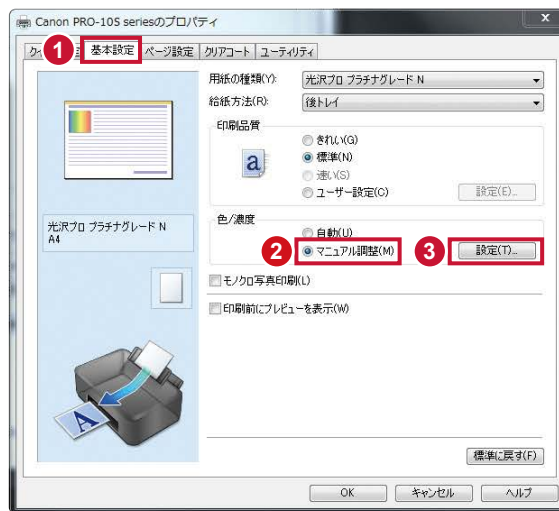 Canon PRO-10S seriesのプロパティ
1 基本設定 ページ設定 クリアコート ユーティリティ
用紙の種類(Y): 光沢プロ プラチナグレード N
給紙方法(R): 後トレイ
印刷品質
きれい(G)
a 標準(N)
速い(S)
ユーザー設定(C) 設定(E)...
光沢プロ プラチナグレード N
A4
色/濃度
自動(U)
2 マニュアル調整(M) 3 設定(T)...
モノクロ写真印刷(L)
印刷前にプレビューを表示(W)
A
標準に戻す(F)
OK キャンセル ヘルプ